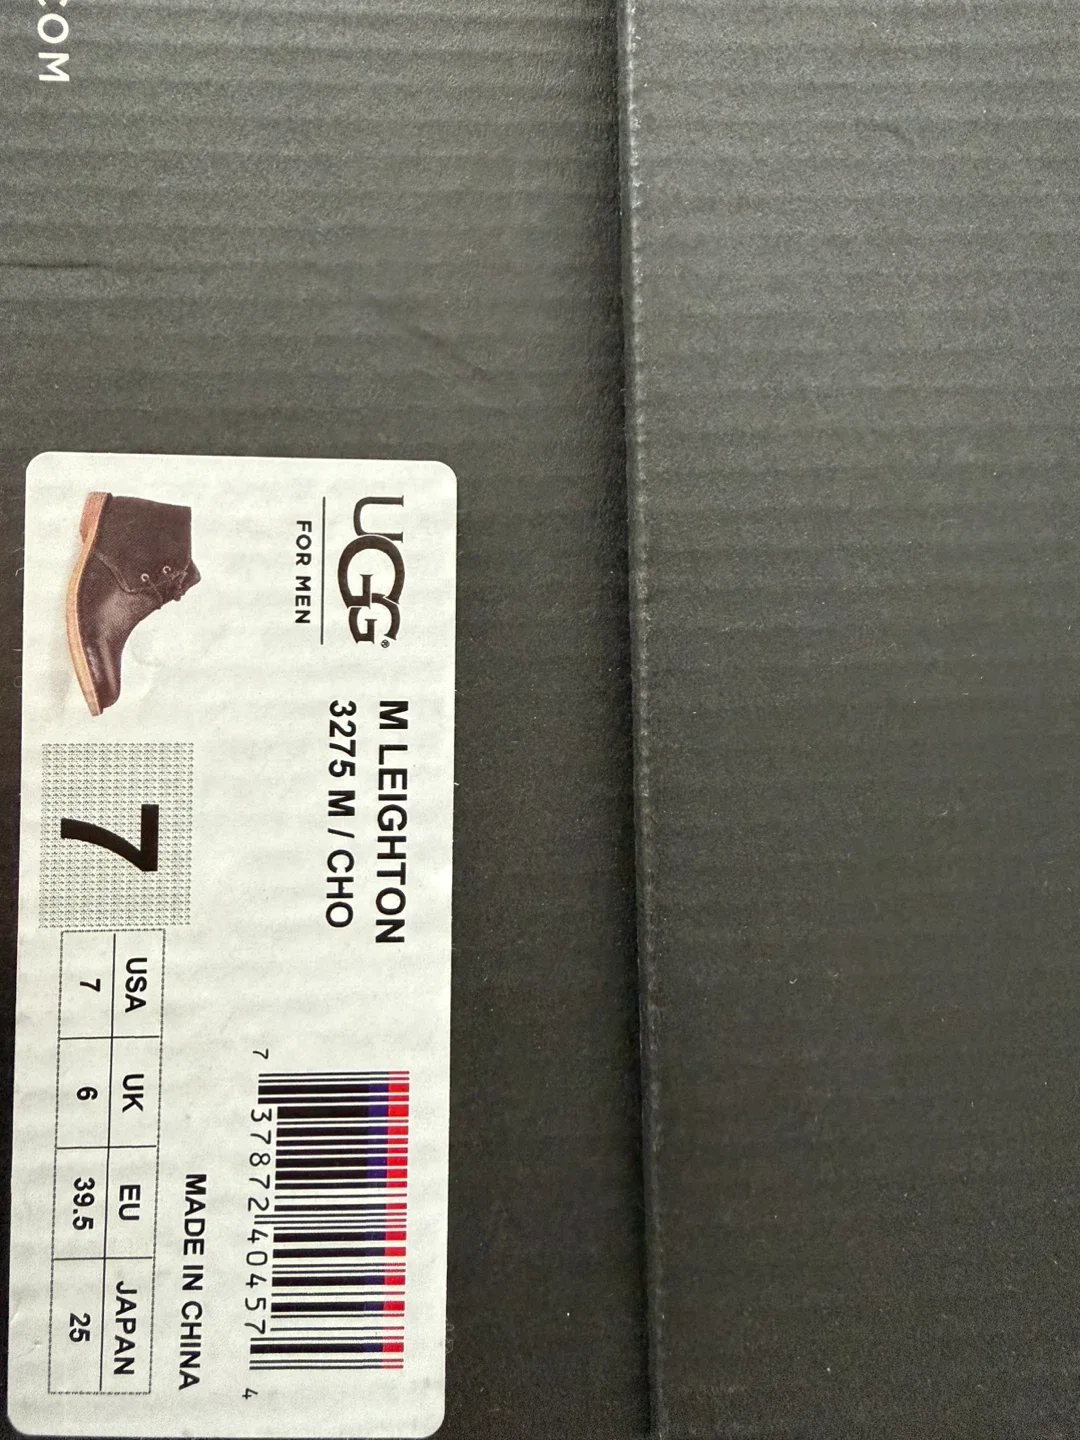 UGG®
FOR MEN
M LEIGHTON
3275 M / CHO
7 37872 40457 4
MADE IN CHINA
7
USA UK EU JAPAN
7 6 39.5 25
COM